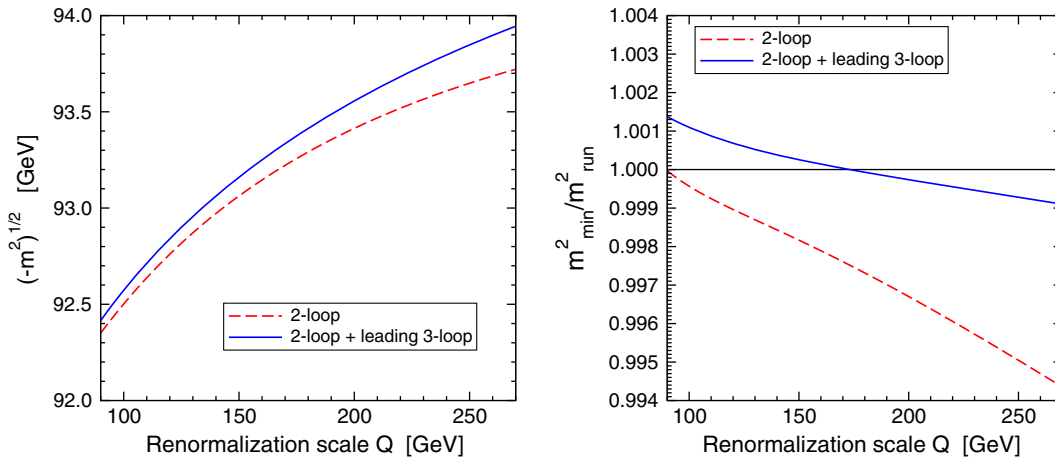 94.0
93.5
93.0
92.5
92.0
(-m²)^1/2 [GeV]
2-loop
2-loop + leading 3-loop
100 150 200 250
Renormalization scale Q [GeV]
1.004
1.003
1.002
1.001
1.000
0.999
0.998
0.997
0.996
0.995
0.994
m²min/m²run
2-loop
2-loop + leading 3-loop
100 150 200 250
Renormalization scale Q [GeV]